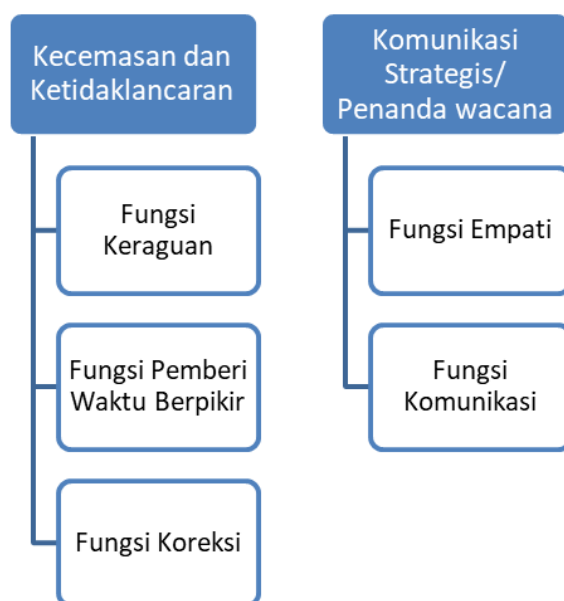 Kecemasan dan
Ketidaklancaran
Fungsi
Keraguan
Fungsi Pemberi
Waktu Berpikir
Fungsi Koreksi
Komunikasi
Strategis/
Penanda wacana
Fungsi Empati
Fungsi
Komunikasi